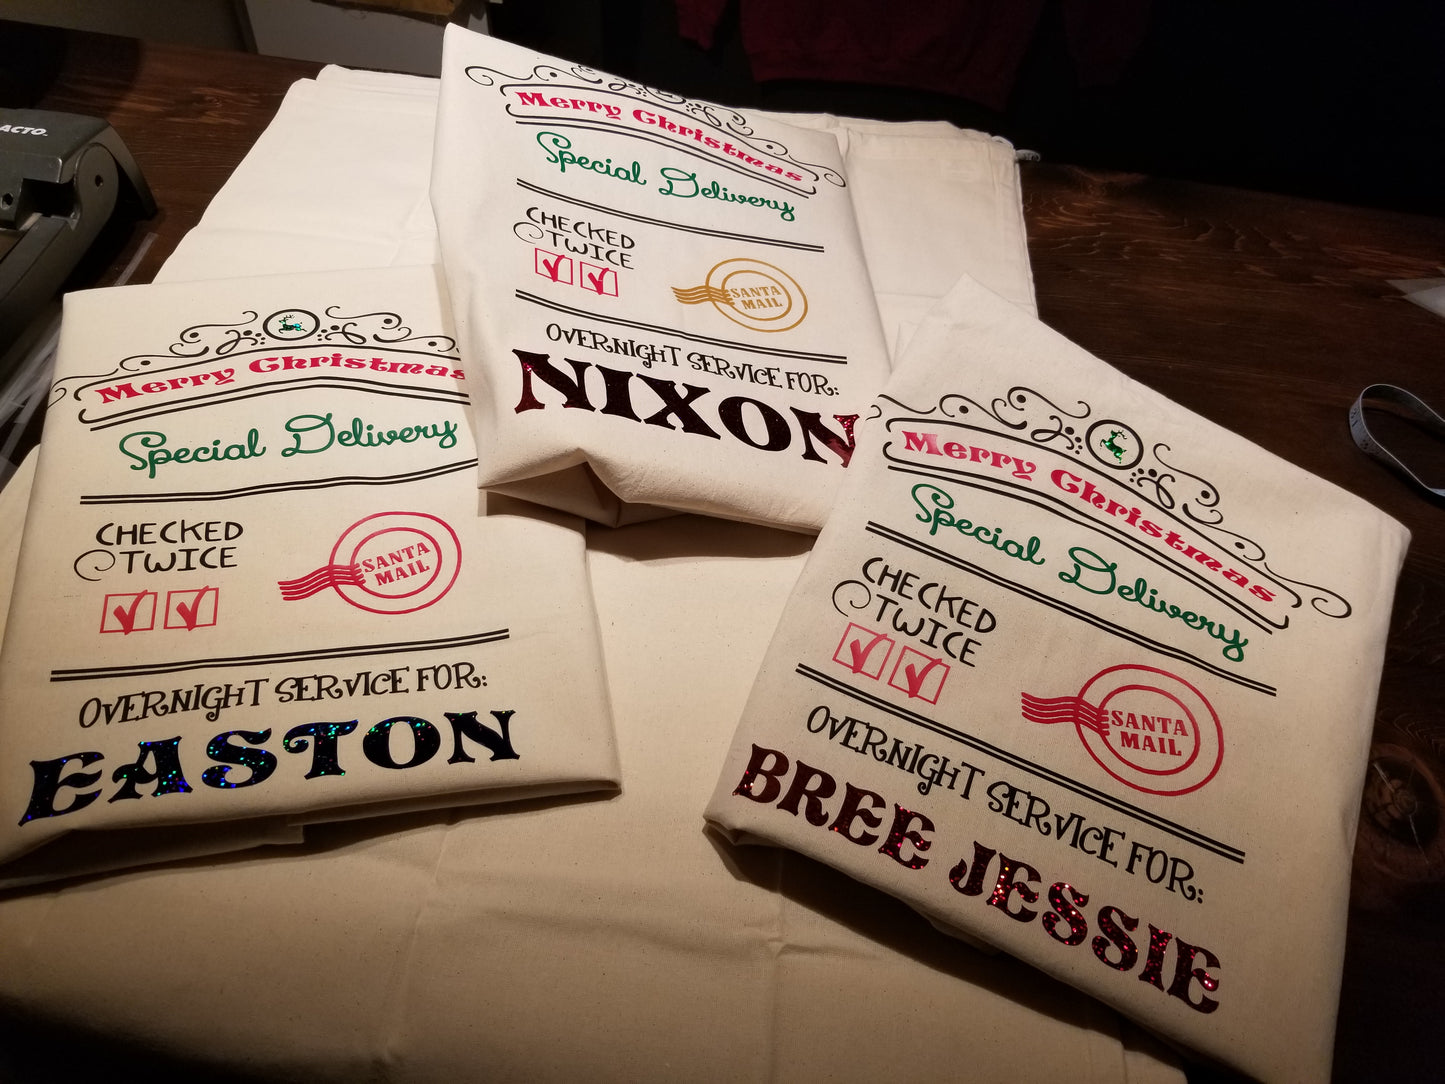 ACTO.
Merry Christmas
Special Delivery
CHECKED
TWICE
SANTA
MAIL
OVERNIGHT SERVICE FOR:
NIXON
Merry Christmas
Special Delivery
CHECKED
TWICE
SANTA
MAIL
OVERNIGHT SERVICE FOR:
EASTON
Merry Christmas
Special Delivery
CHECKED
TWICE
SANTA
MAIL
OVERNIGHT SERVICE FOR:
BREE JESSIE